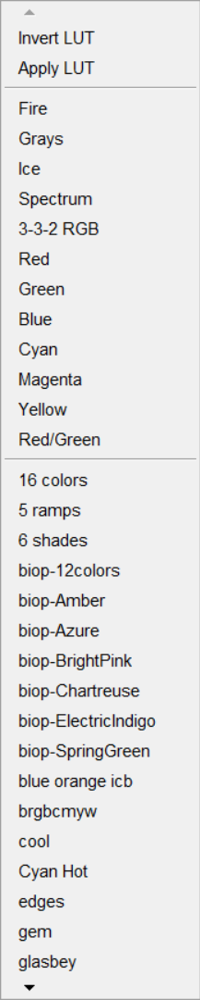 Invert LUT
Apply LUT
Fire
Grays
Ice
Spectrum
3-3-2 RGB
Red
Green
Blue
Cyan
Magenta
Yellow
Red/Green
16 colors
5 ramps
6 shades
biop-12colors
biop-Amber
biop-Azure
biop-BrightPink
biop-Chartreuse
biop-ElectricIndigo
biop-SpringGreen
blue orange icb
brgbcmyw
cool
Cyan Hot
edges
gem
glasbey